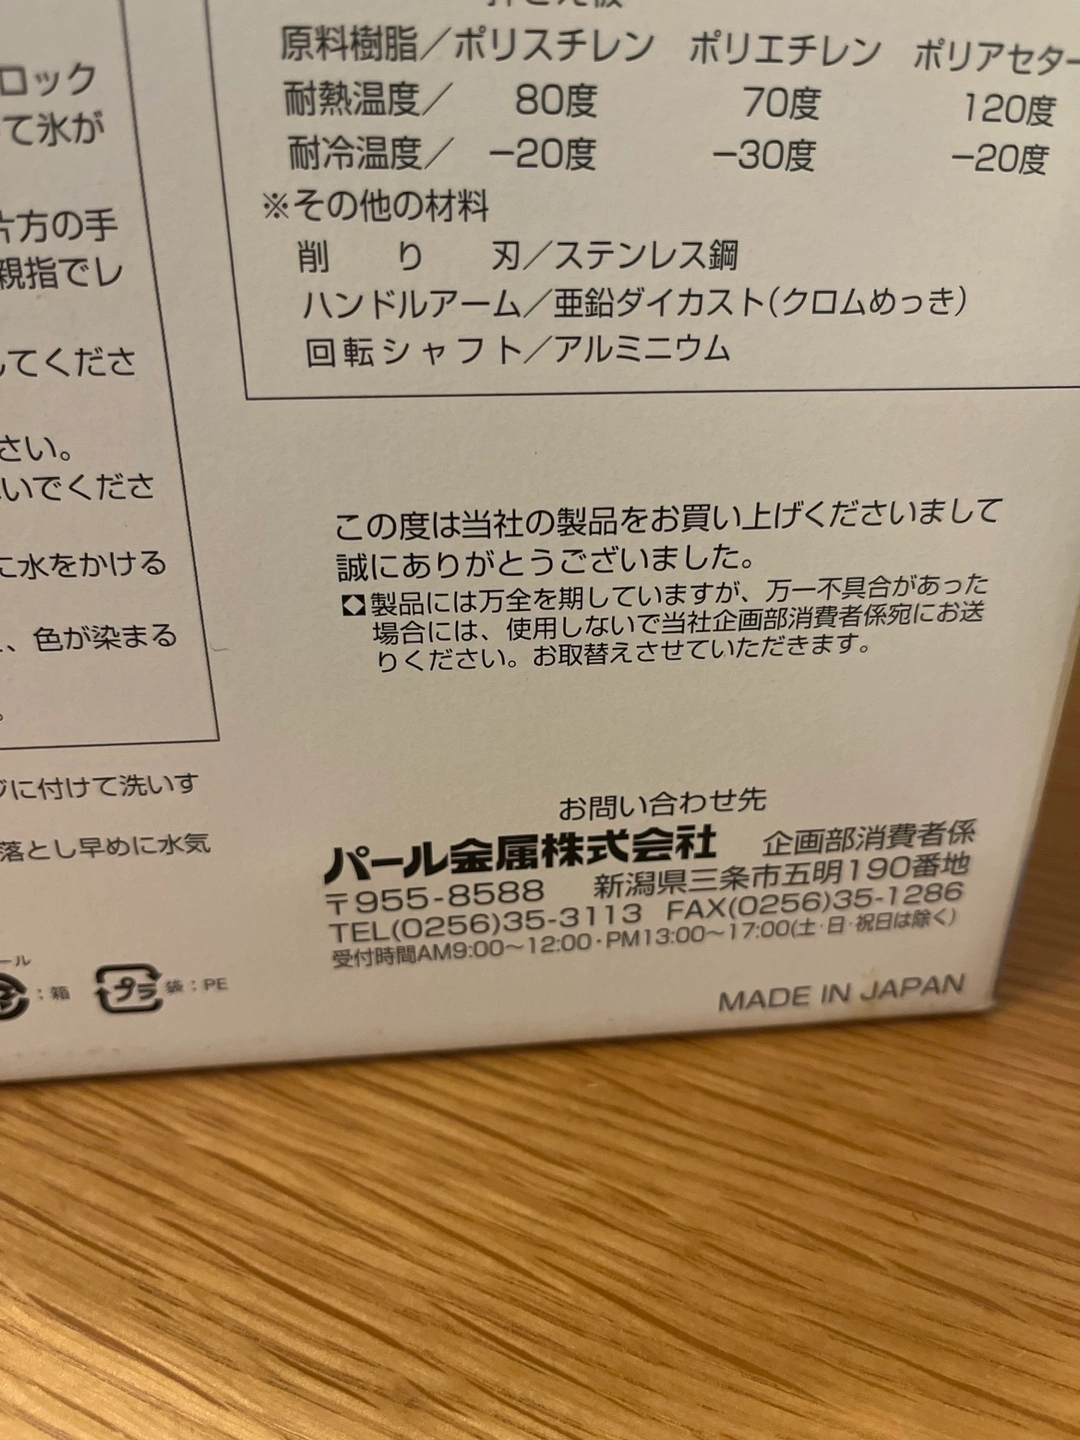 ロック
て氷が
片方の手
親指でレ
してくださ
さい。
いでくださ
に水をかける
、色が染まる
。
ジに付けて洗いす
落とし早めに水気
ール
：箱
プラ
袋：PE
原料樹脂／ポリスチレン ポリエチレン ポリアセター
耐熱温度／ 80度 70度 120度
耐冷温度／ −20度 −30度 −20度
※その他の材料
削り刃／ステンレス鋼
ハンドルアーム／亜鉛ダイカスト(クロムめっき)
回転シャフト／アルミニウム
この度は当社の製品をお買い上げくださいまして
誠にありがとうございました。
製品には万全を期していますが、万一不具合があった
場合には、使用しないで当社企画部消費者係宛にお送
りください。お取替えさせていただきます。
お問い合わせ先
パール金属株式会社 企画部消費者係
〒955-8588 新潟県三条市五明190番地
TEL(0256)35-3113 FAX(0256)35-1286
受付時間AM9:00〜12:00・PM13:00〜17:00(土・日・祝日は除く)
MADE IN JAPAN